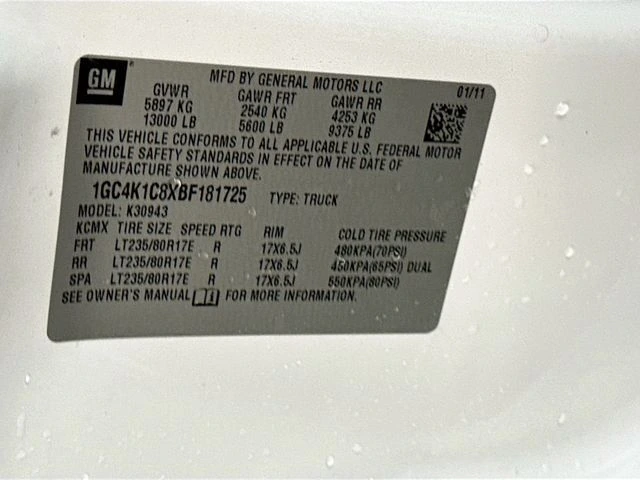 GM
MFD BY GENERAL MOTORS LLC 01/11
GVWR GAWR FRT GAWR RR
5897 KG 2540 KG 4253 KG
13000 LB 5600 LB 9375 LB
THIS VEHICLE CONFORMS TO ALL APPLICABLE U.S. FEDERAL MOTOR
VEHICLE SAFETY STANDARDS IN EFFECT ON THE DATE OF
MANUFACTURE SHOWN ABOVE.
1GC4K1C8XBF181725 TYPE: TRUCK
MODEL: K30943
KCMX TIRE SIZE SPEED RTG RIM COLD TIRE PRESSURE
FRT LT235/80R17E R 17X6.5J 480KPA(70PSI)
RR LT235/80R17E R 17X6.5J 450KPA(65PSI) DUAL
SPA LT235/80R17E R 17X6.5J 550KPA(80PSI)
SEE OWNER'S MANUAL FOR MORE INFORMATION.